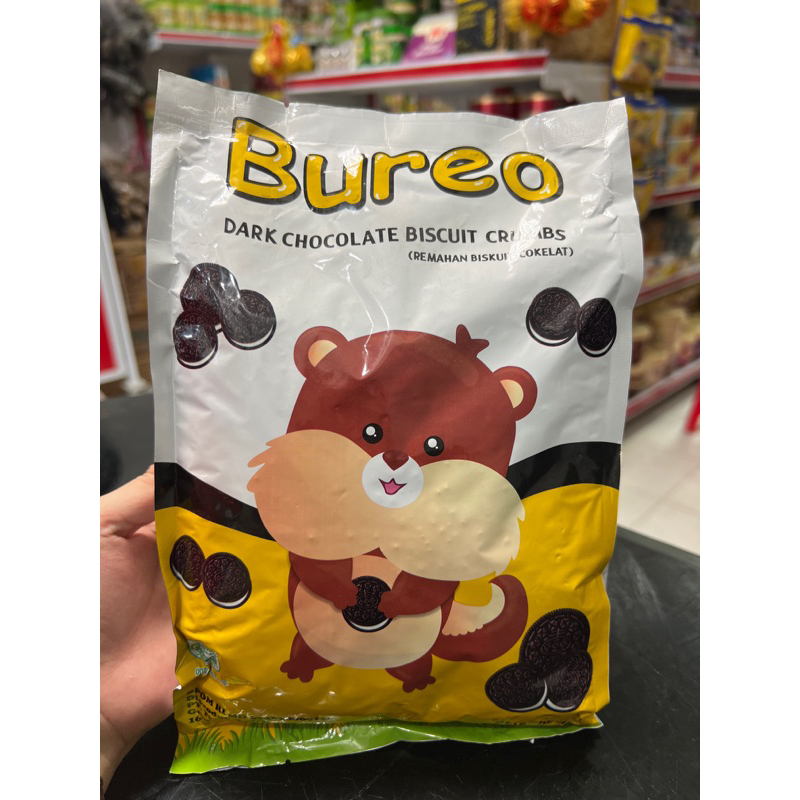 Bureo
DARK CHOCOLATE BISCUIT CRUMBS
(REMAHAN BISKUIT COKELAT)